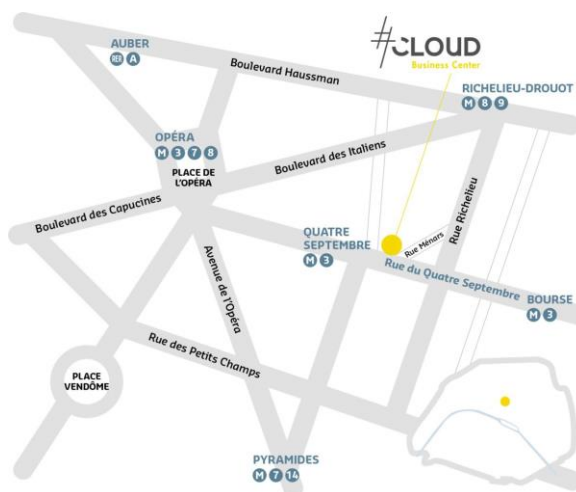 #CLOUD
Business Center
AUBER
RER A
Boulevard Haussman
RICHELIEU-DROUOT
M 8 9
OPÉRA
M 3 7 8
PLACE DE
L'OPÉRA
Boulevard des Italiens
Boulevard des Capucines
Rue Richelieu
QUATRE
SEPTEMBRE
M 3
Rue Ménars
Rue du Quatre Septembre
Avenue de l'Opéra
BOURSE
M 3
Rue des Petits Champs
PLACE
VENDÔME
PYRAMIDES
M 7 14